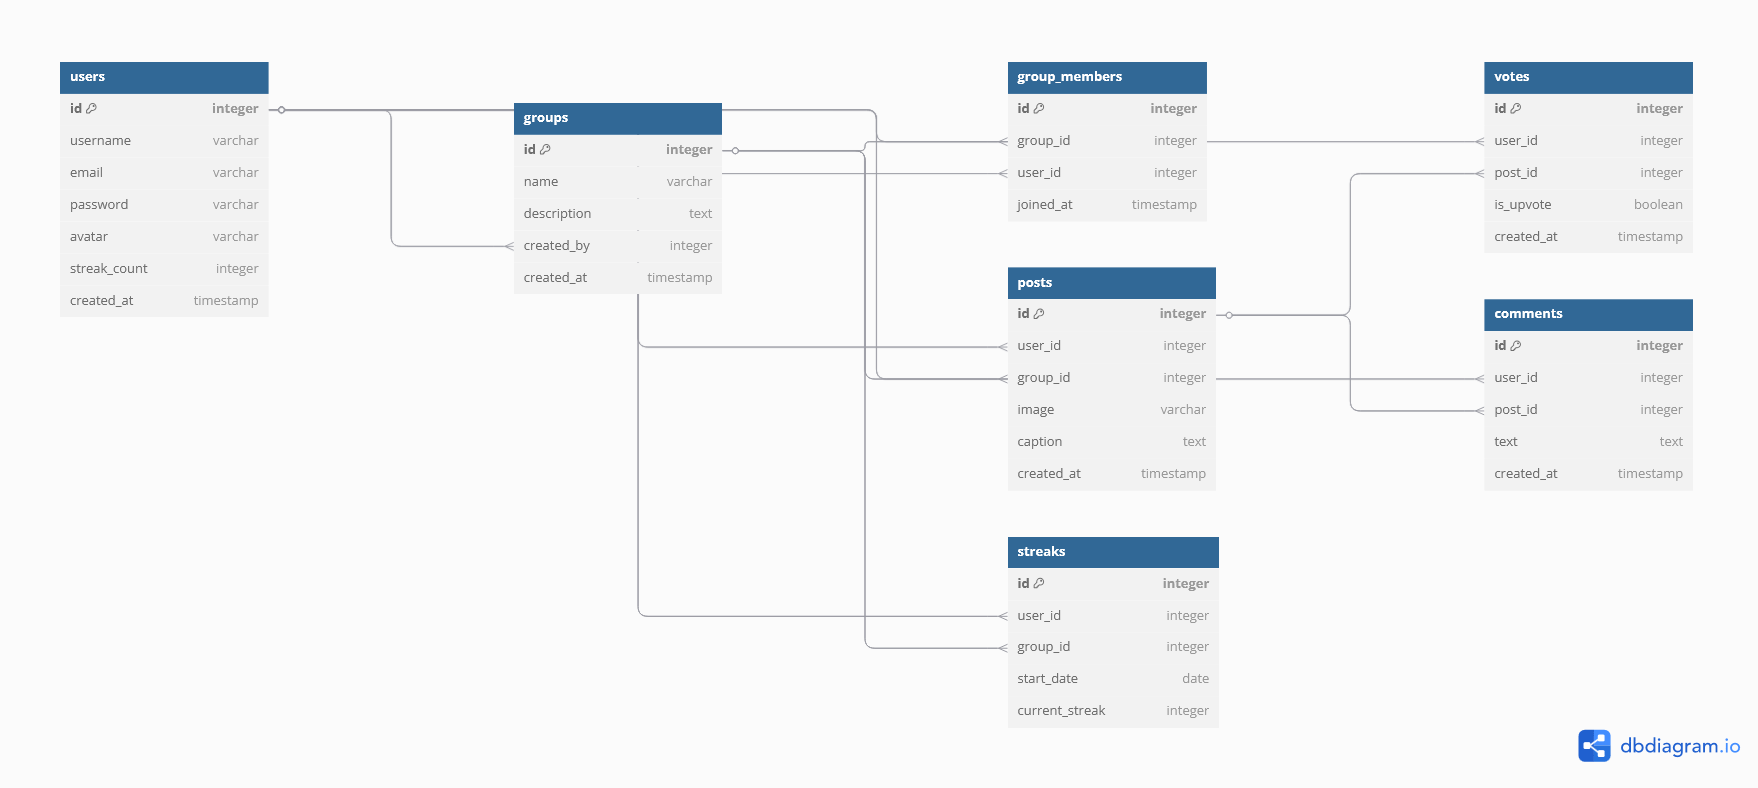 users
id integer
username varchar
email varchar
password varchar
avatar varchar
streak_count integer
created_at timestamp
groups
id integer
name varchar
description text
created_by integer
created_at timestamp
group_members
id integer
group_id integer
user_id integer
joined_at timestamp
posts
id integer
user_id integer
group_id integer
image varchar
caption text
created_at timestamp
streaks
id integer
user_id integer
group_id integer
start_date date
current_streak integer
votes
id integer
user_id integer
post_id integer
is_upvote boolean
created_at timestamp
comments
id integer
user_id integer
post_id integer
text text
created_at timestamp
dbdiagram.io